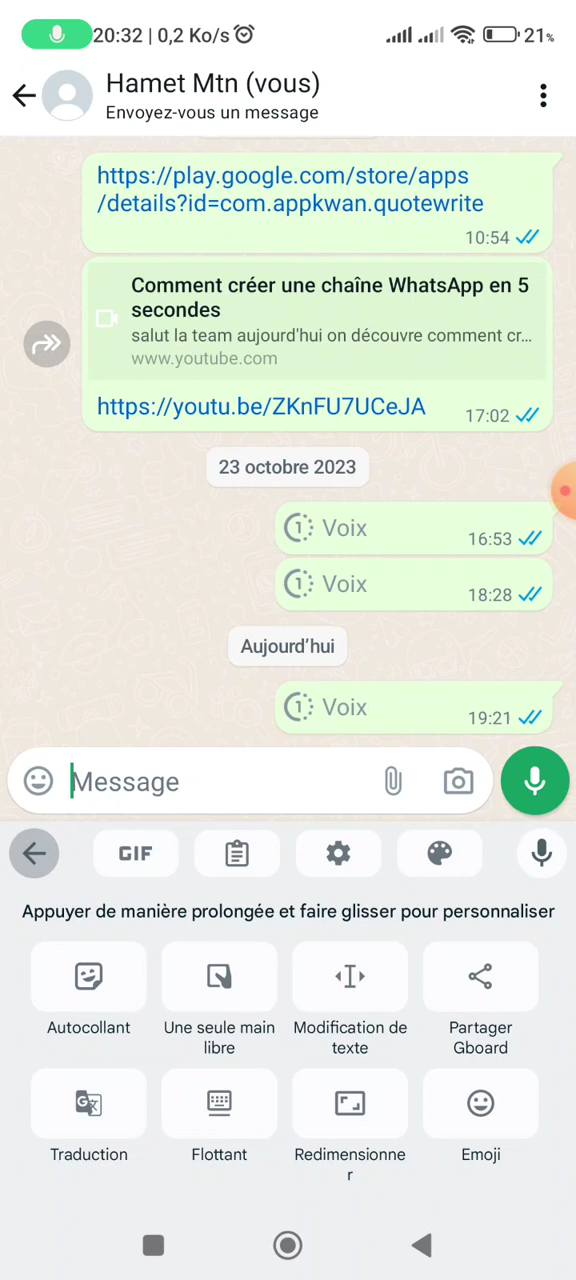 20:32 | 0,2 Ko/s
21%
Hamet Mtn (vous)
Envoyez-vous un message
https://play.google.com/store/apps
/details?id=com.appkwan.quotewrite
10:54
Comment créer une chaîne WhatsApp en 5
secondes
salut la team aujourd'hui on découvre comment cr...
www.youtube.com
https://youtu.be/ZKnFU7UCeJA
17:02
23 octobre 2023
1 Voix
16:53
1 Voix
18:28
Aujourd'hui
1 Voix
19:21
Message
GIF
Appuyer de manière prolongée et faire glisser pour personnaliser
Autocollant
Une seule main
libre
Modification de
texte
Partager
Gboard
Traduction
Flottant
Redimensionne
r
Emoji